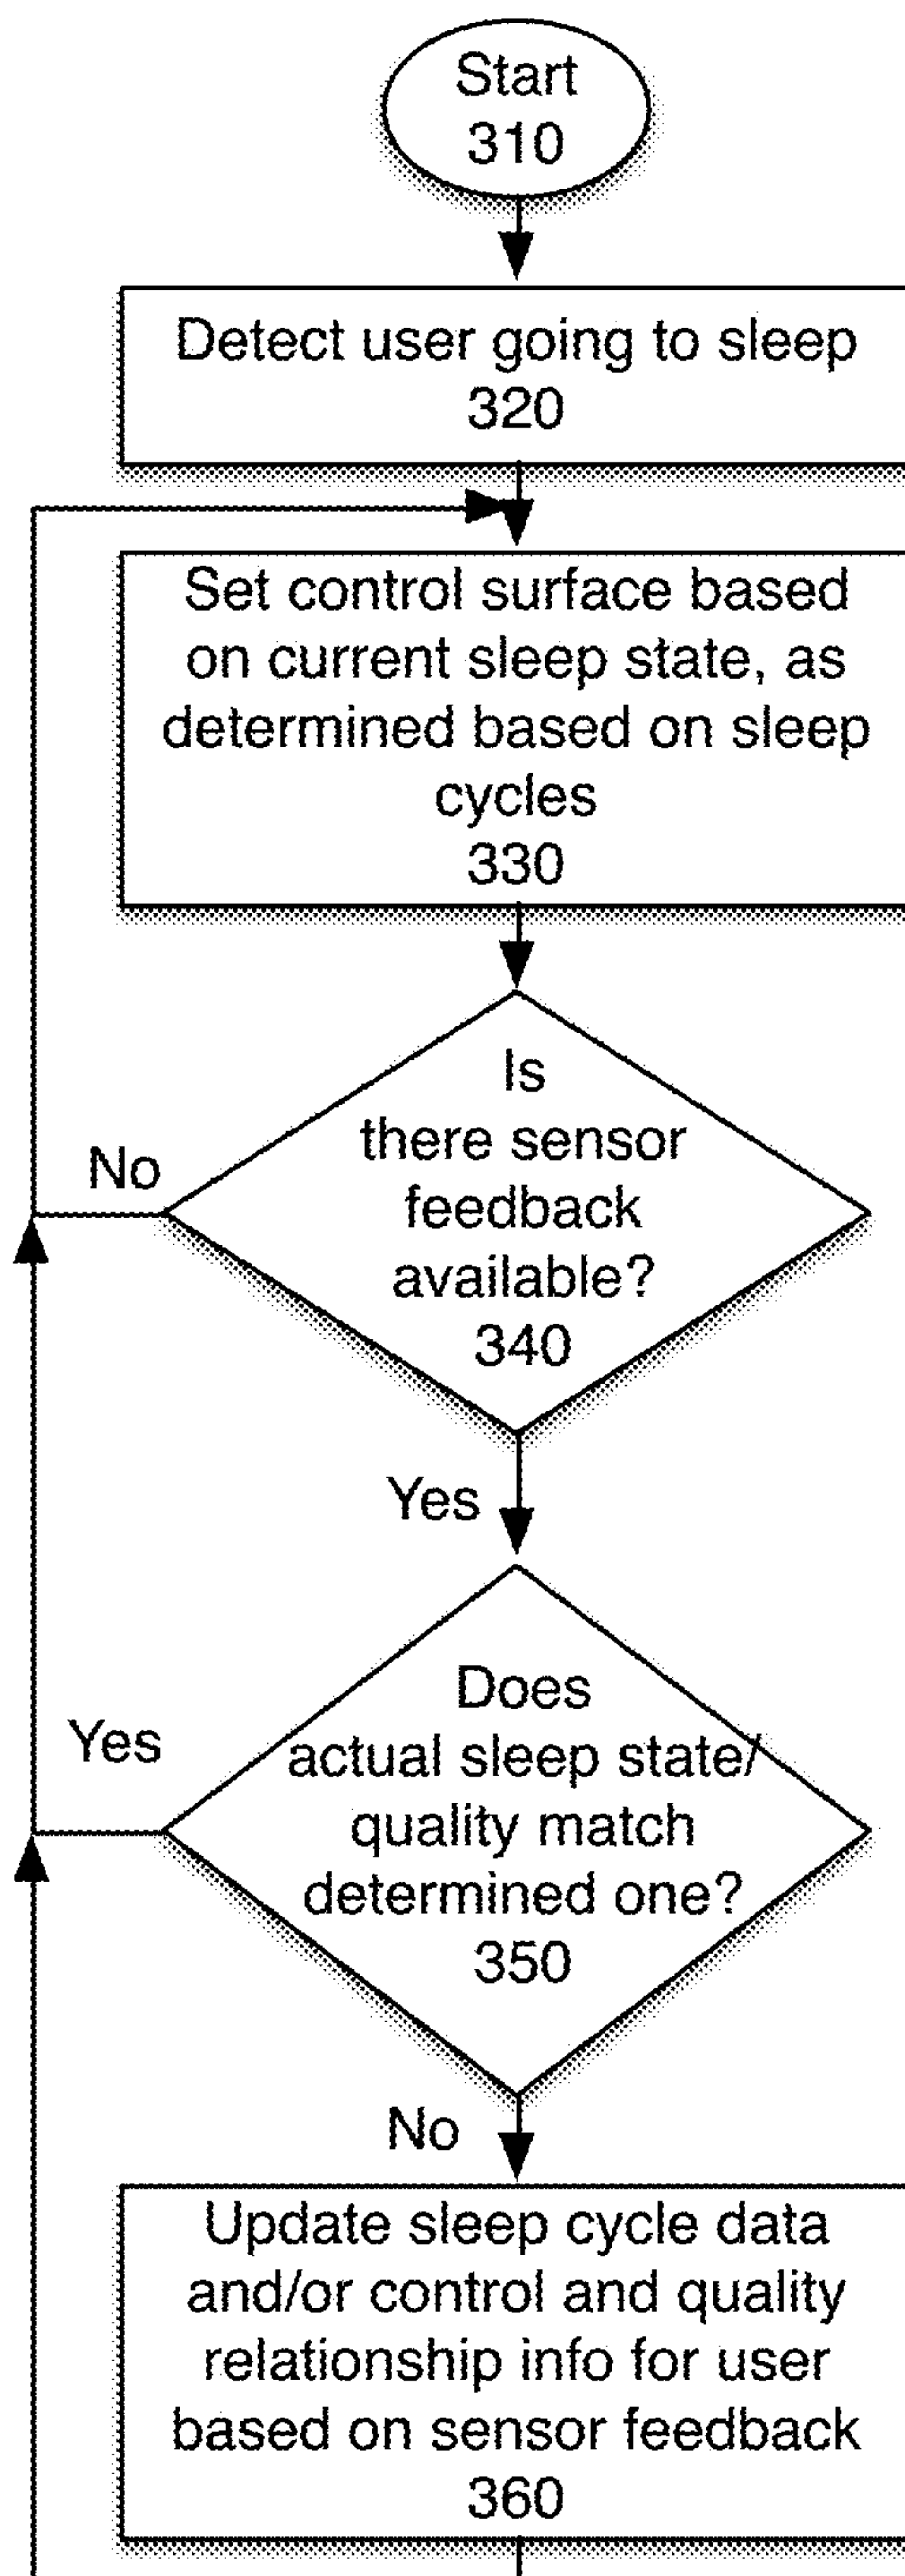 Start
310
Detect user going to sleep
320
Set control surface based
on current sleep state, as
determined based on sleep
cycles
330
Is
there sensor
feedback
available?
340
No
Yes
Does
actual sleep state/
quality match
determined one?
350
Yes
No
Update sleep cycle data
and/or control and quality
relationship info for user
based on sensor feedback
360